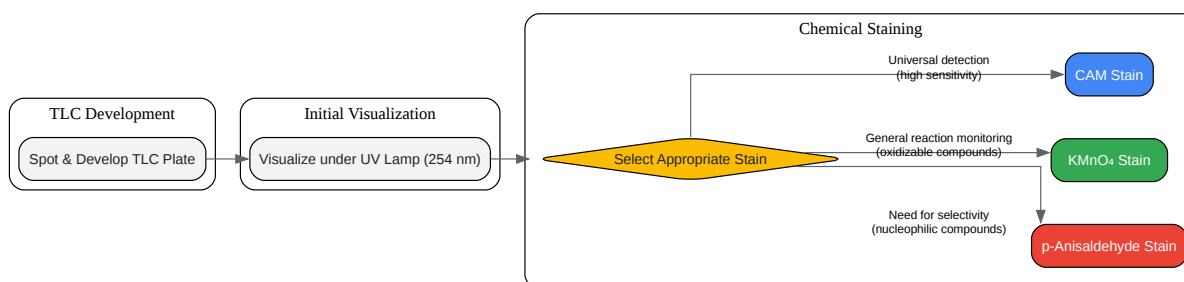 Chemical Staining
Universal detection
(high sensitivity)
CAM Stain
TLC Development
Initial Visualization
Spot & Develop TLC Plate
Visualize under UV Lamp (254 nm)
Select Appropriate Stain
General reaction monitoring
(oxidizable compounds)
KMnO₄ Stain
Need for selectivity
(nucleophilic compounds)
p-Anisaldehyde Stain